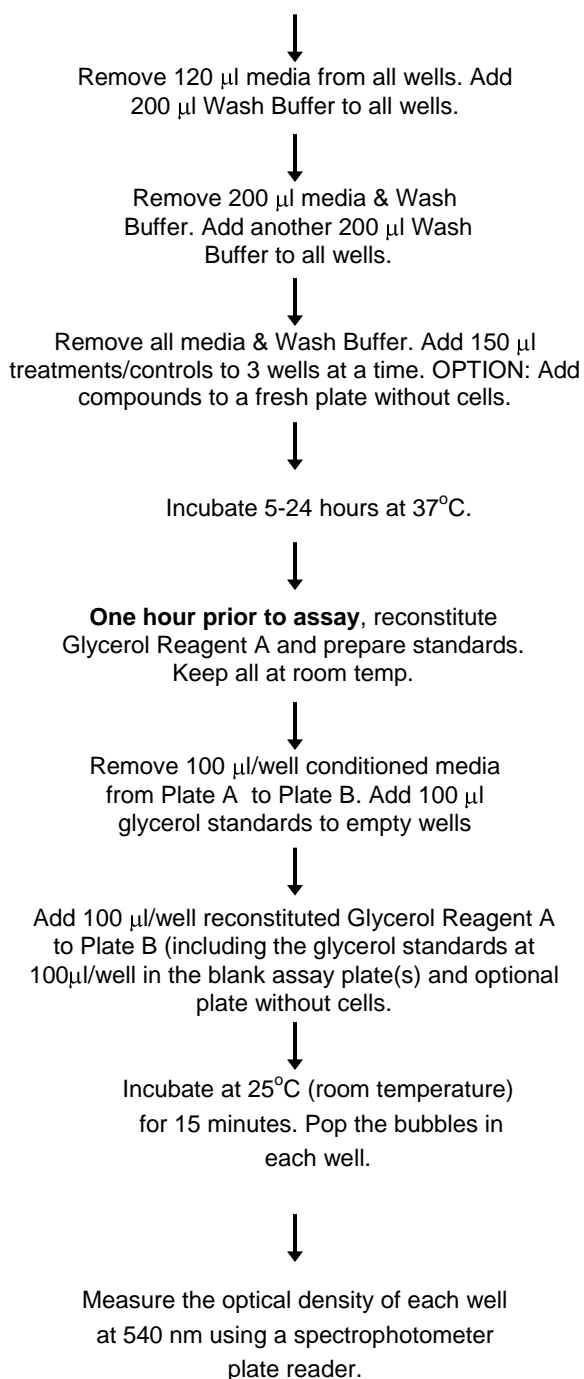 Remove 120 μl media from all wells. Add
200 μl Wash Buffer to all wells.
Remove 200 μl media & Wash
Buffer. Add another 200 μl Wash
Buffer to all wells.
Remove all media & Wash Buffer. Add 150 μl
treatments/controls to 3 wells at a time. OPTION: Add
compounds to a fresh plate without cells.
Incubate 5-24 hours at 37°C.
One hour prior to assay, reconstitute
Glycerol Reagent A and prepare standards.
Keep all at room temp.
Remove 100 μl/well conditioned media
from Plate A to Plate B. Add 100 μl
glycerol standards to empty wells
Add 100 μl/well reconstituted Glycerol Reagent A
to Plate B (including the glycerol standards at
100μl/well in the blank assay plate(s) and optional
plate without cells.
Incubate at 25°C (room temperature)
for 15 minutes. Pop the bubbles in
each well.
Measure the optical density of each well
at 540 nm using a spectrophotometer
plate reader.